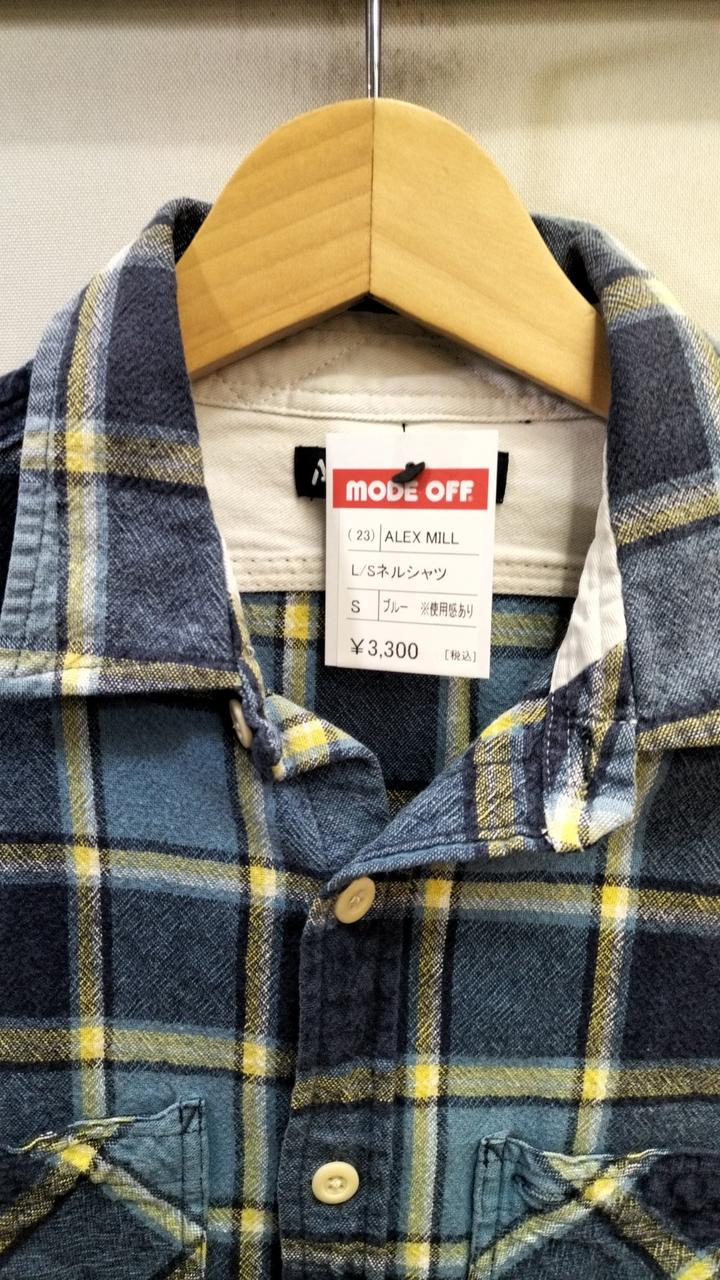 A
MODE OFF
(23) ALEX MILL
L/Sネルシャツ
S ブルー ※使用感あり
¥3,300 [税込]